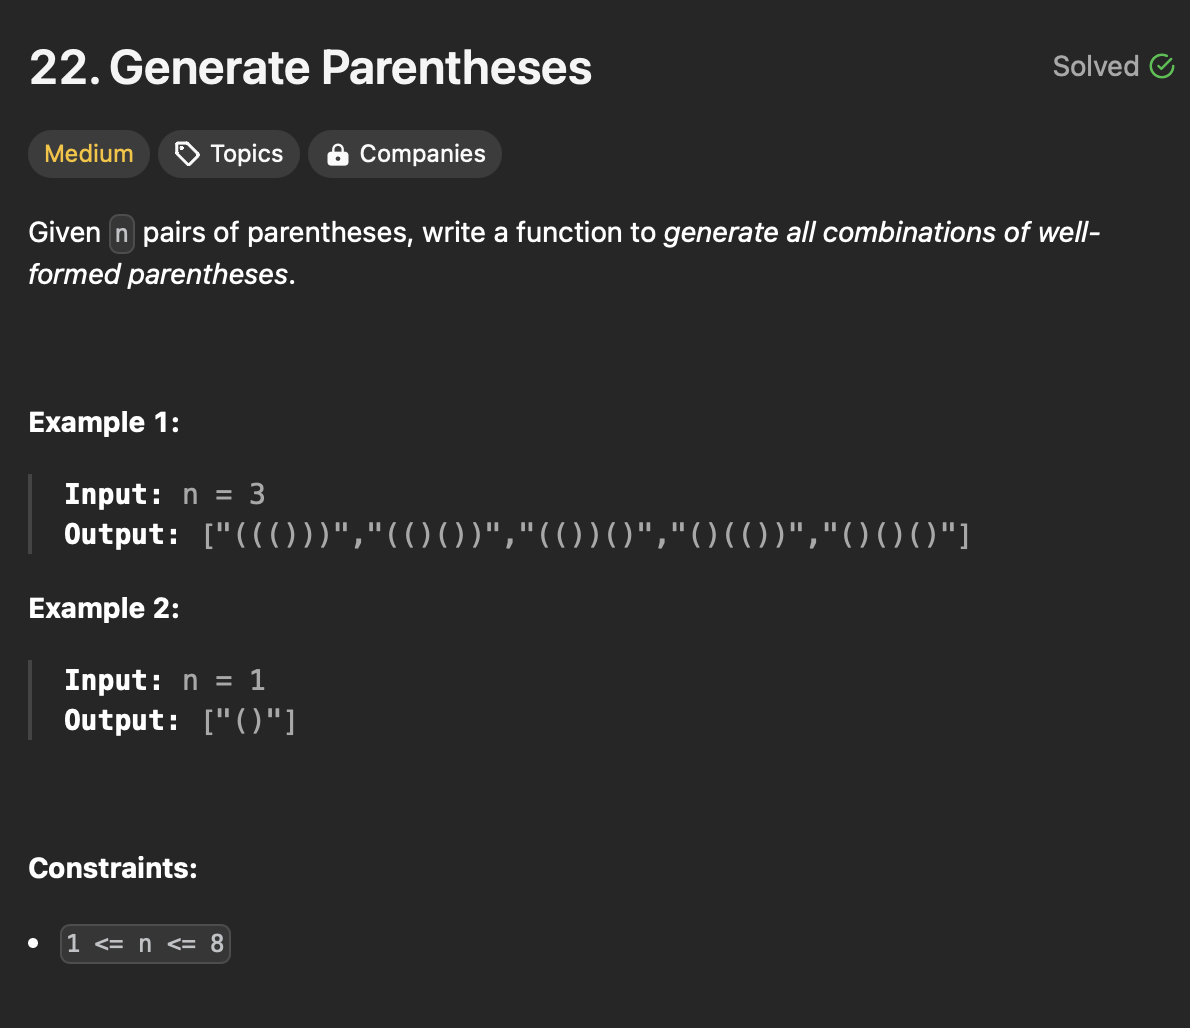 22. Generate Parentheses
Solved
Medium
Topics
Companies
Given n pairs of parentheses, write a function to generate all combinations of well-
formed parentheses.
Example 1:
Input: n = 3
Output: ["((()))","(()())","(())()","()(())","()()()"]
Example 2:
Input: n = 1
Output: ["()"]
Constraints:
• 1 <= n <= 8